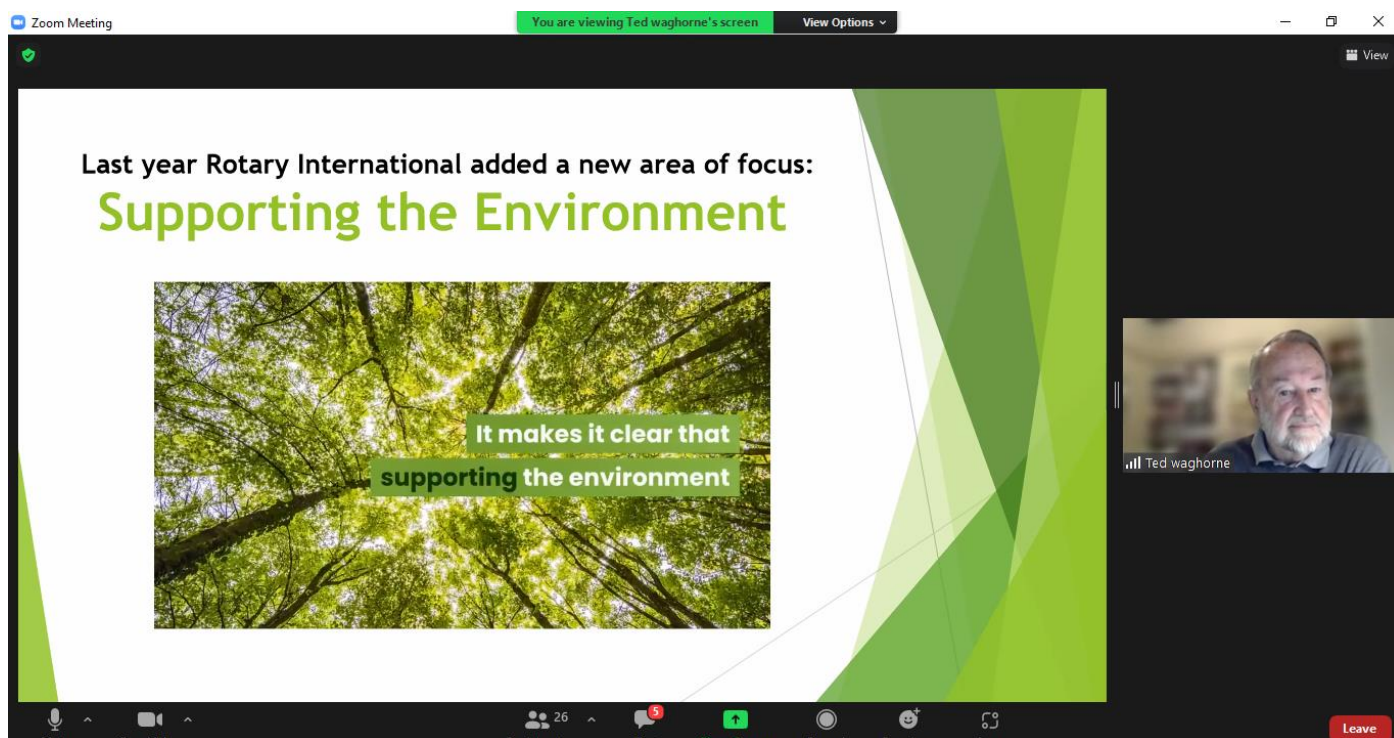 Zoom Meeting
You are viewing Ted waghorne's screen
View Options
View
Last year Rotary International added a new area of focus:
Supporting the Environment
It makes it clear that
supporting the environment
Ted waghorne
26
5
Leave